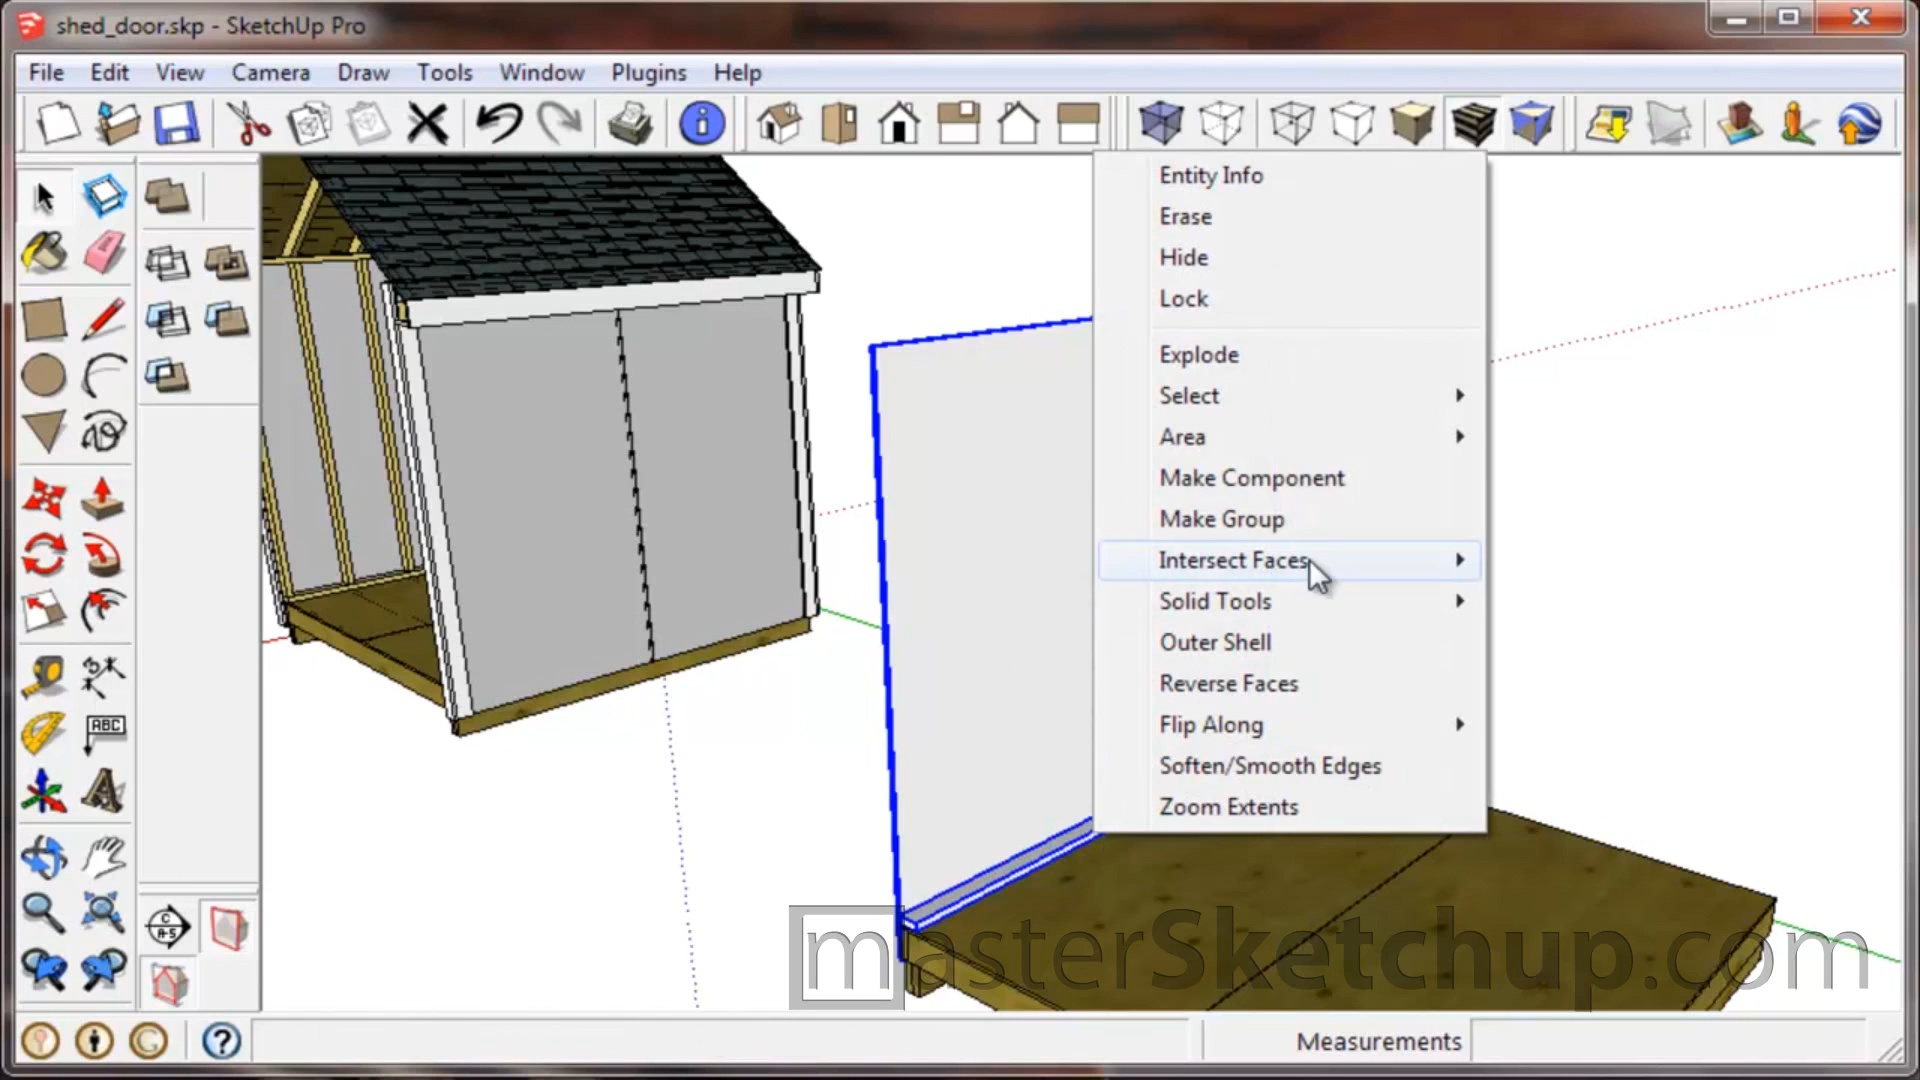 shed_door.skp - SketchUp Pro
File Edit View Camera Draw Tools Window Plugins Help
Entity Info
Erase
Hide
Lock
Explode
Select
Area
Make Component
Make Group
Intersect Faces
Solid Tools
Outer Shell
Reverse Faces
Flip Along
Soften/Smooth Edges
Zoom Extents
ABC
C
A-5
masterSketchup.com
Measurements